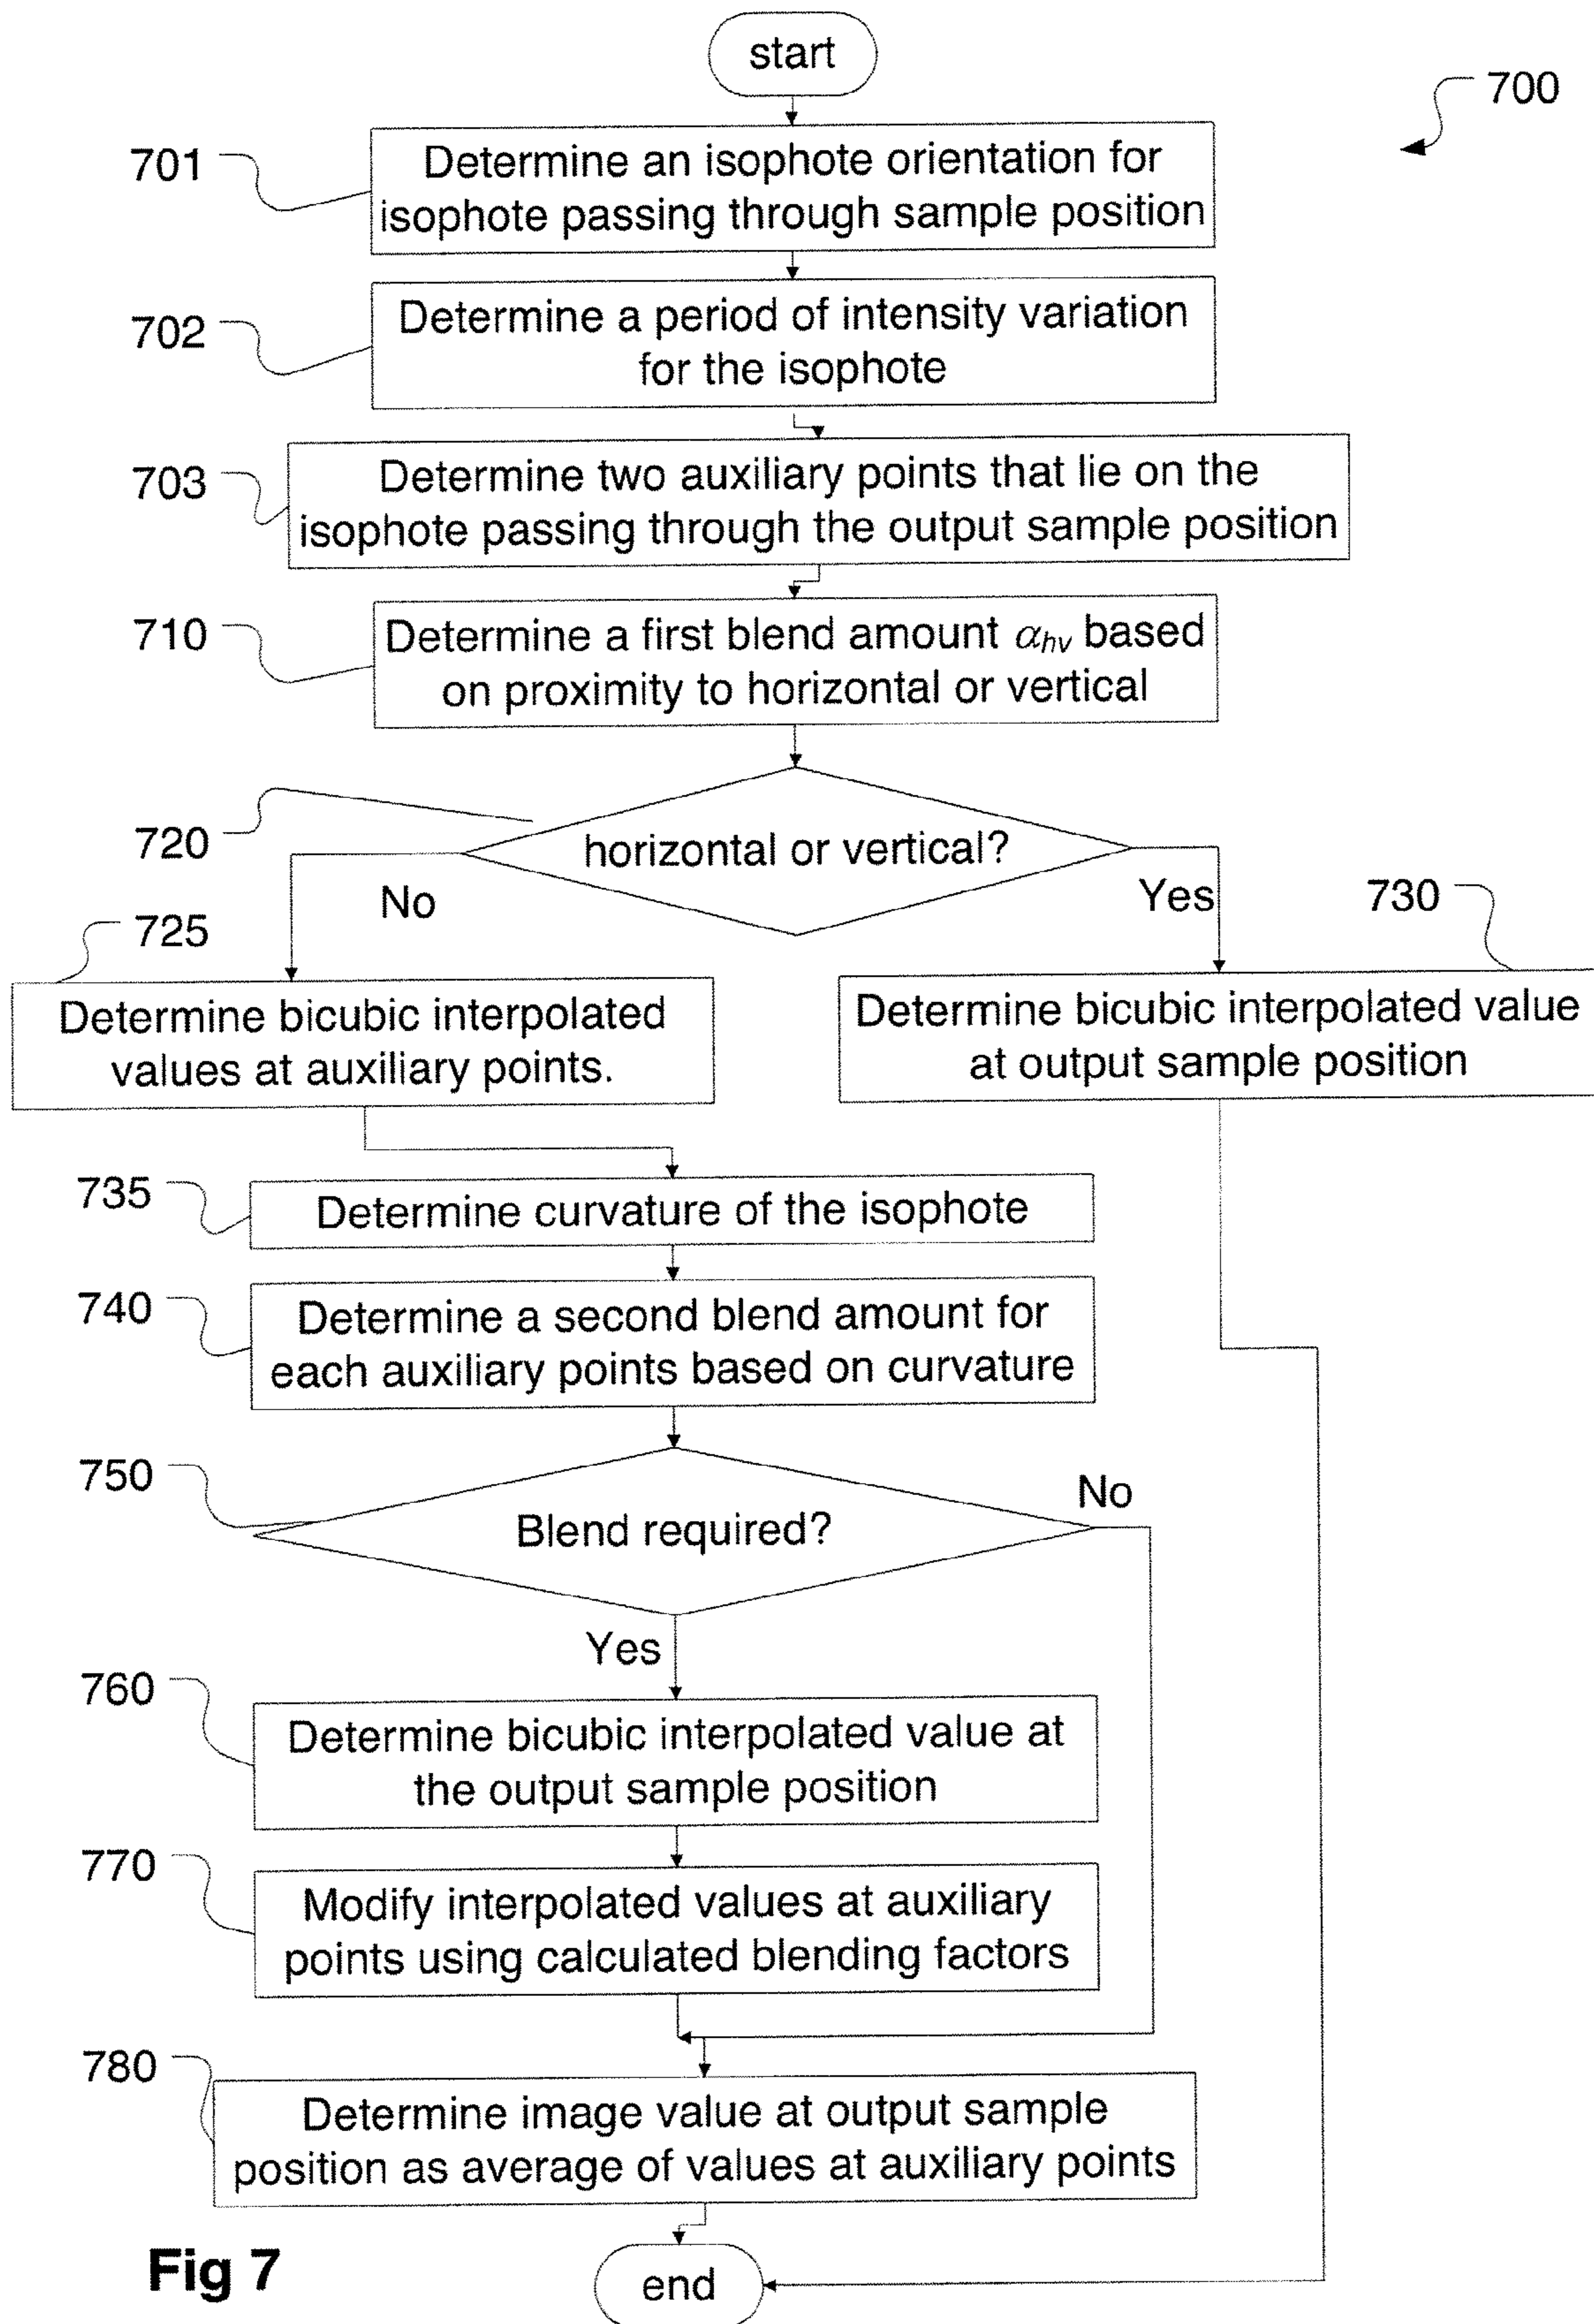 start
700
701
Determine an isophote orientation for
isophote passing through sample position
702
Determine a period of intensity variation
for the isophote
703
Determine two auxiliary points that lie on the
isophote passing through the output sample position
710
Determine a first blend amount αhv based
on proximity to horizontal or vertical
720
horizontal or vertical?
No
Yes
725
730
Determine bicubic interpolated
values at auxiliary points.
Determine bicubic interpolated value
at output sample position
735
Determine curvature of the isophote
740
Determine a second blend amount for
each auxiliary points based on curvature
750
Blend required?
No
Yes
760
Determine bicubic interpolated value at
the output sample position
770
Modify interpolated values at auxiliary
points using calculated blending factors
780
Determine image value at output sample
position as average of values at auxiliary points
Fig 7
end